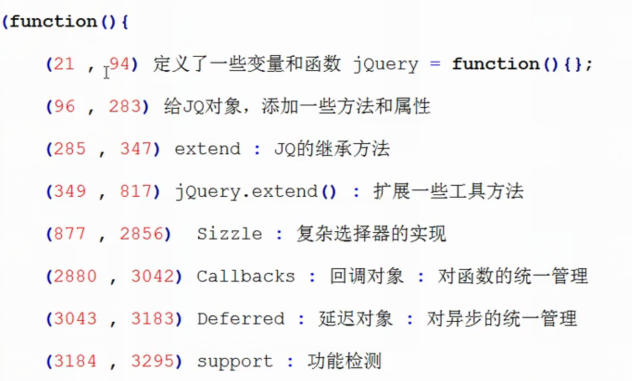 (function(){
(21 , 94) 定义了一些变量和函数 jQuery = function(){};
(96 , 283) 给JQ对象，添加一些方法和属性
(285 , 347) extend : JQ的继承方法
(349 , 817) jQuery.extend() : 扩展一些工具方法
(877 , 2856) Sizzle : 复杂选择器的实现
(2880 , 3042) Callbacks : 回调对象 : 对函数的统一管理
(3043 , 3183) Deferred : 延迟对象 : 对异步的统一管理
(3184 , 3295) support : 功能检测